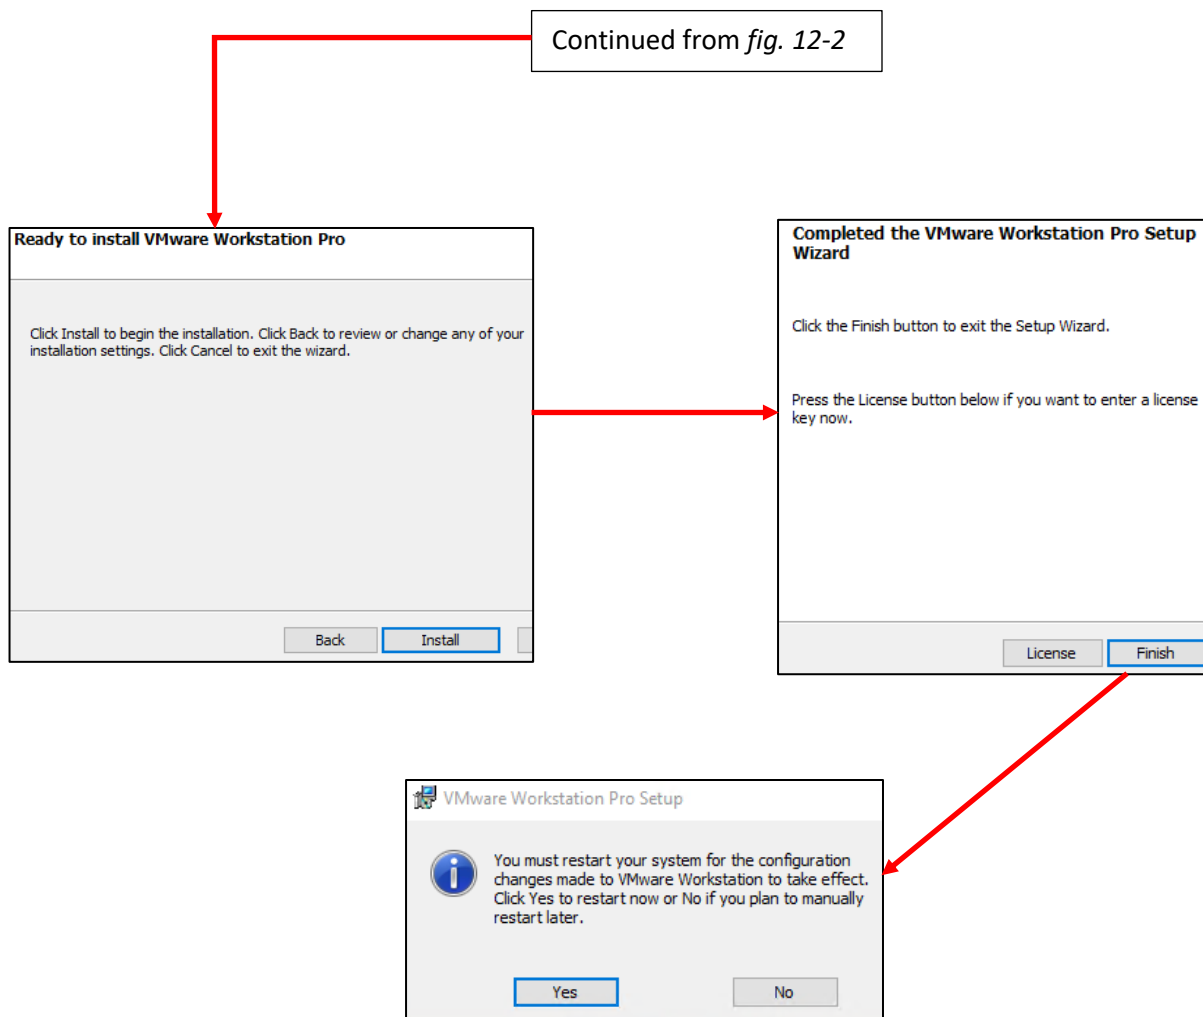 Continued from fig. 12-2
Ready to install VMware Workstation Pro
Click Install to begin the installation. Click Back to review or change any of your
installation settings. Click Cancel to exit the wizard.
Back
Install
Completed the VMware Workstation Pro Setup
Wizard
Click the Finish button to exit the Setup Wizard.
Press the License button below if you want to enter a license
key now.
License
Finish
VMware Workstation Pro Setup
You must restart your system for the configuration
changes made to VMware Workstation to take effect.
Click Yes to restart now or No if you plan to manually
restart later.
Yes
No